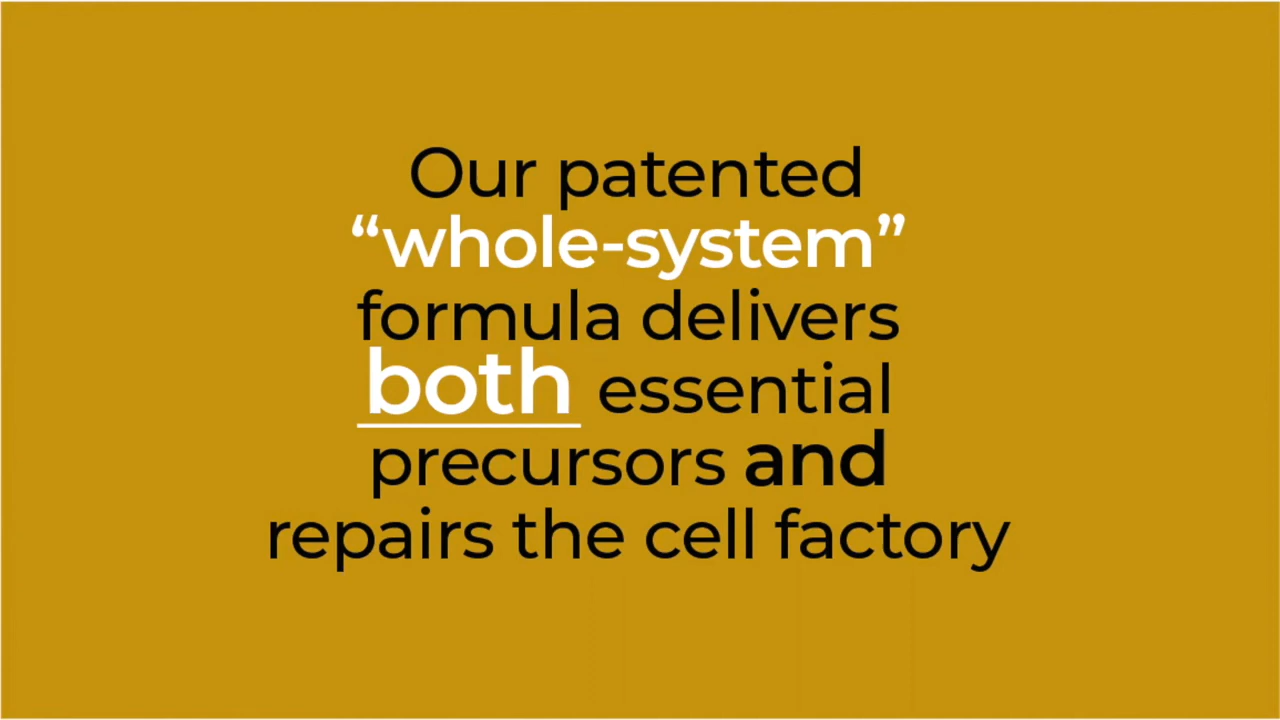 Our patented
“whole-system”
formula delivers
both essential
precursors and
repairs the cell factory